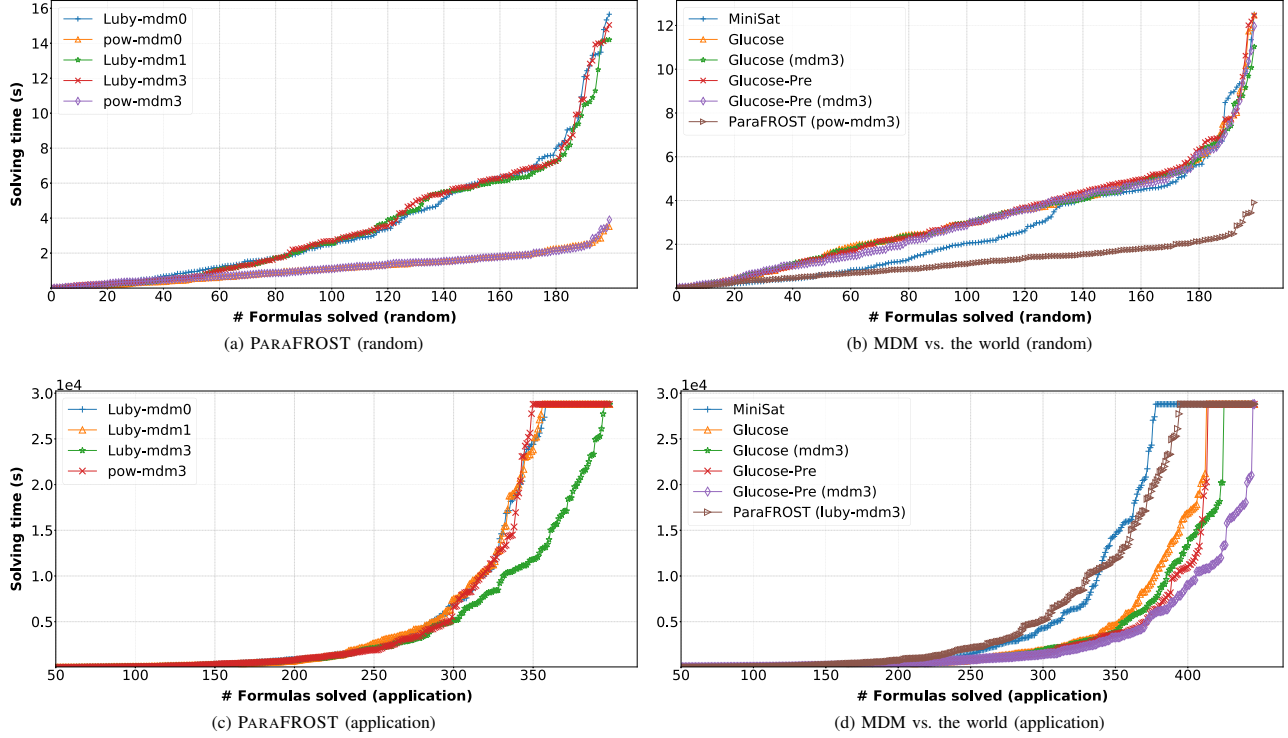 Luby-mdm0
pow-mdm0
Luby-mdm1
Luby-mdm3
pow-mdm3
Solving time (s)
16
14
12
10
8
6
4
2
0 20 40 60 80 100 120 140 160 180
# Formulas solved (random)
(a) PARAFROST (random)
MiniSat
Glucose
Glucose (mdm3)
Glucose-Pre
Glucose-Pre (mdm3)
ParaFROST (pow-mdm3)
12
10
8
6
4
2
0 20 40 60 80 100 120 140 160 180
# Formulas solved (random)
(b) MDM vs. the world (random)
1e4
Luby-mdm0
Luby-mdm1
Luby-mdm3
pow-mdm3
Solving time (s)
3.0
2.5
2.0
1.5
1.0
0.5
50 100 150 200 250 300 350
# Formulas solved (application)
(c) PARAFROST (application)
1e4
MiniSat
Glucose
Glucose (mdm3)
Glucose-Pre
Glucose-Pre (mdm3)
ParaFROST (luby-mdm3)
3.0
2.5
2.0
1.5
1.0
0.5
50 100 150 200 250 300 350 400
# Formulas solved (application)
(d) MDM vs. the world (application)